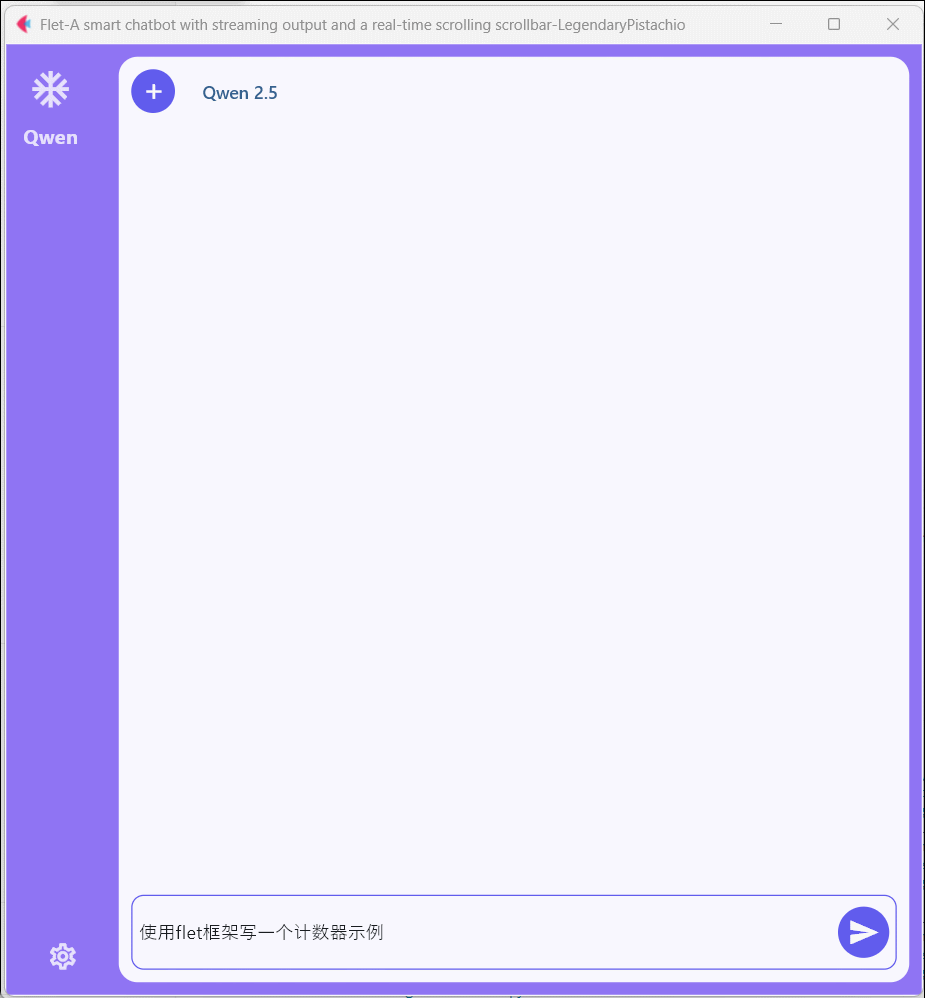 Flet-A smart chatbot with streaming output and a real-time scrolling scrollbar-LegendaryPistachio
Qwen
Qwen 2.5
使用flet框架写一个计数器示例